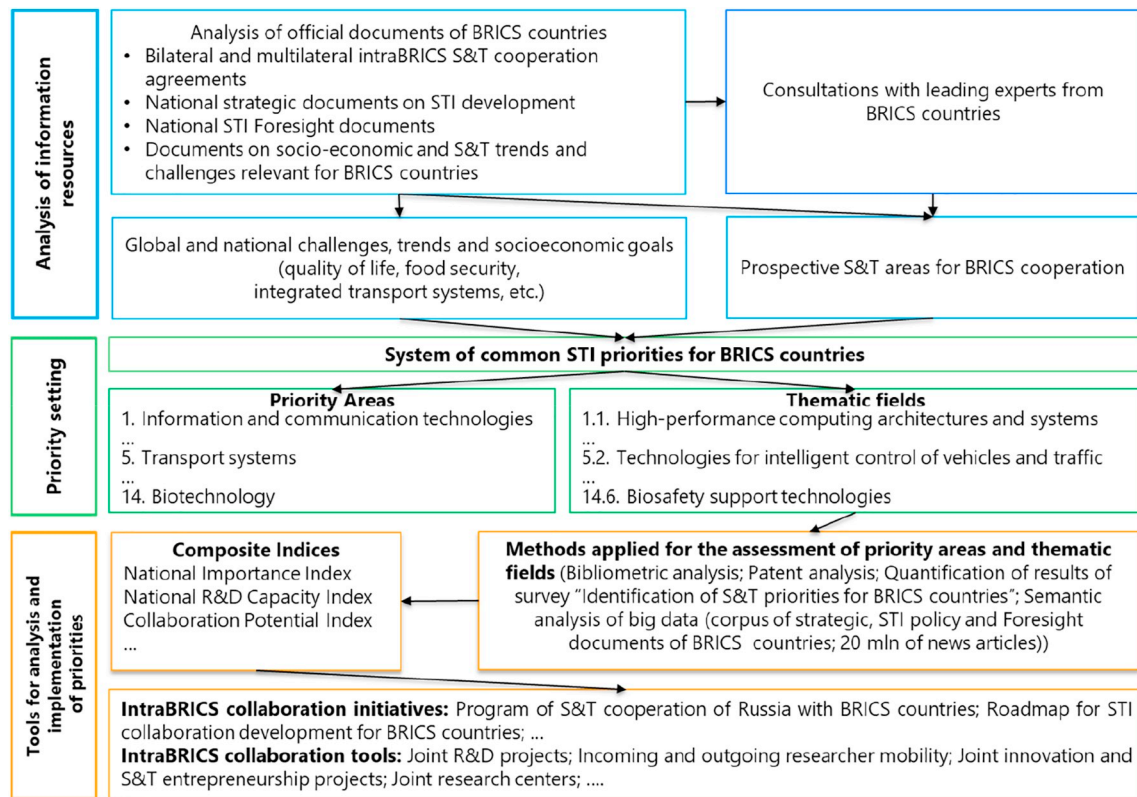 Analysis of information
resources
Analysis of official documents of BRICS countries
• Bilateral and multilateral intraBRICS S&T cooperation
agreements
• National strategic documents on STI development
• National STI Foresight documents
• Documents on socio-economic and S&T trends and
challenges relevant for BRICS countries
Consultations with leading experts from
BRICS countries
Global and national challenges, trends and socioeconomic goals
(quality of life, food security,
integrated transport systems, etc.)
Prospective S&T areas for BRICS cooperation
Priority setting
System of common STI priorities for BRICS countries
Priority Areas
1. Information and communication technologies
...
5. Transport systems
...
14. Biotechnology
Thematic fields
1.1. High-performance computing architectures and systems
...
5.2. Technologies for intelligent control of vehicles and traffic
...
14.6. Biosafety support technologies
Tools for analysis and
implementation
of priorities
Composite Indices
National Importance Index
National R&D Capacity Index
Collaboration Potential Index
...
Methods applied for the assessment of priority areas and thematic
fields (Bibliometric analysis; Patent analysis; Quantification of results of
survey "Identification of S&T priorities for BRICS countries"; Semantic
analysis of big data (corpus of strategic, STI policy and Foresight
documents of BRICS countries; 20 mln of news articles))
IntraBRICS collaboration initiatives: Program of S&T cooperation of Russia with BRICS countries; Roadmap for STI
collaboration development for BRICS countries; ...
IntraBRICS collaboration tools: Joint R&D projects; Incoming and outgoing researcher mobility; Joint innovation and
S&T entrepreneurship projects; Joint research centers; ....